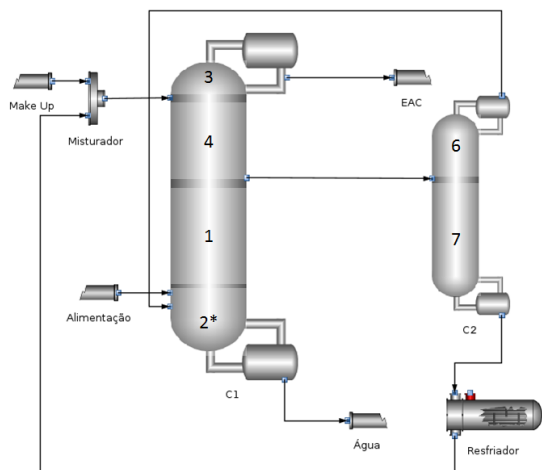 3
EAC
Make Up
Misturador
4
6
1
7
Alimentação
2*
C1
C2
Água
Resfriador